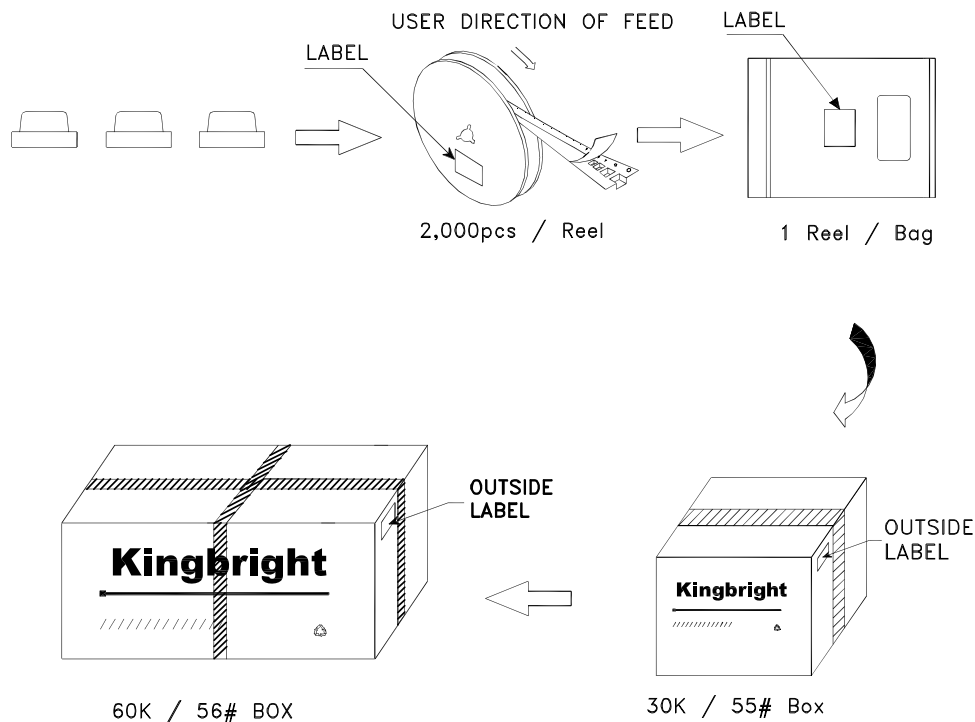 USER DIRECTION OF FEED
LABEL
LABEL
2,000pcs / Reel
1 Reel / Bag
OUTSIDE
LABEL
Kingbright
OUTSIDE
LABEL
Kingbright
60K / 56# BOX
30K / 55# Box